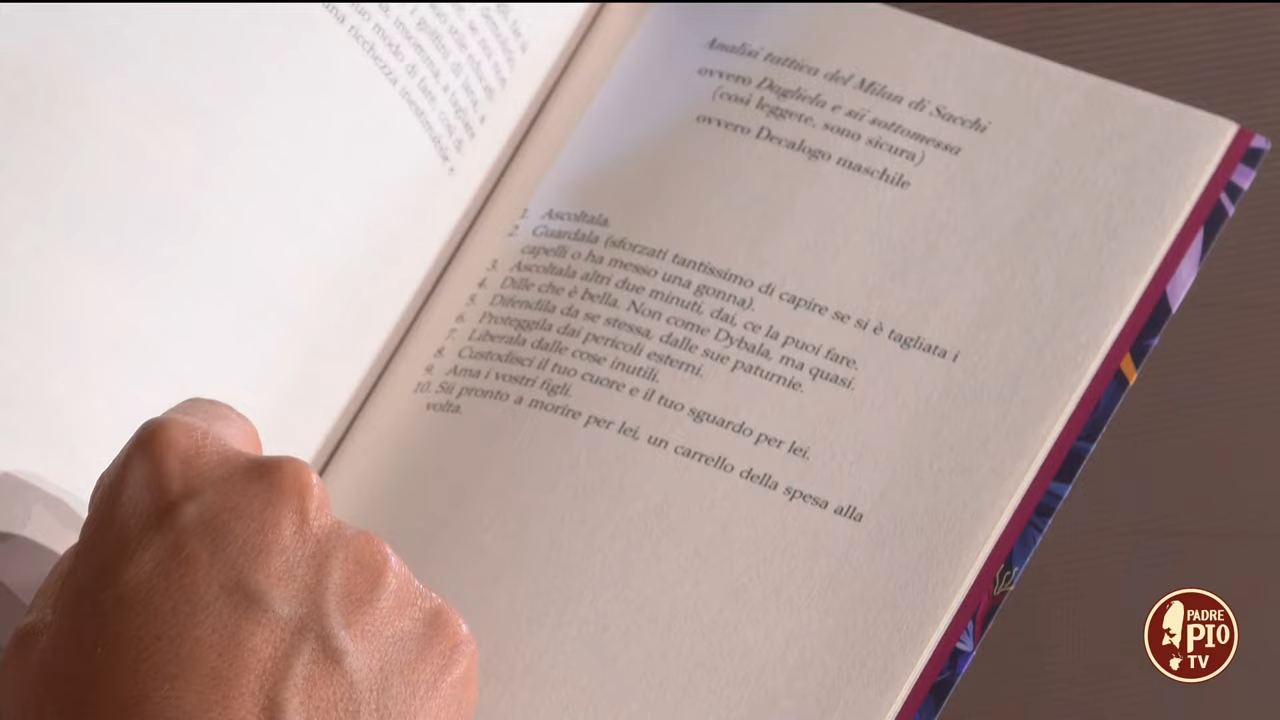 Analisi tattica del Milan di Sacchi
ovvero Dagliela e sii sottomessa
(così leggete, sono sicura)
ovvero Decalogo maschile
1. Ascoltala.
2. Guardala (sforzati tantissimo di capire se si è tagliata i
capelli o ha messo una gonna).
3. Ascoltala altri due minuti, dai, ce la puoi fare.
4. Dille che è bella. Non come Dybala, ma quasi.
5. Difendila da se stessa, dalle sue paturnie.
6. Proteggila dai pericoli esterni.
7. Liberala dalle cose inutili.
8. Custodisci il tuo cuore e il tuo sguardo per lei.
9. Ama i vostri figli.
10. Sii pronto a morire per lei, un carrello della spesa alla
volta.
PADRE
PIO
TV